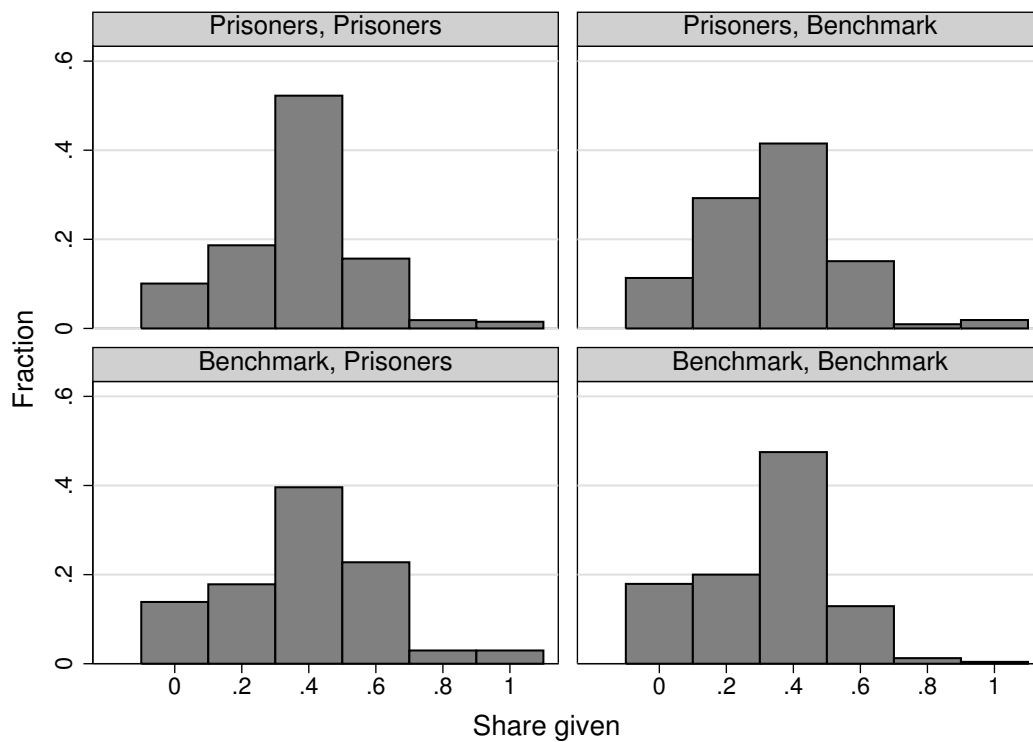 Prisoners, Prisoners
Prisoners, Benchmark
.6
.4
.2
0
Benchmark, Prisoners
Benchmark, Benchmark
.6
.4
.2
0
Fraction
0 .2 .4 .6 .8 1
0 .2 .4 .6 .8 1
Share given